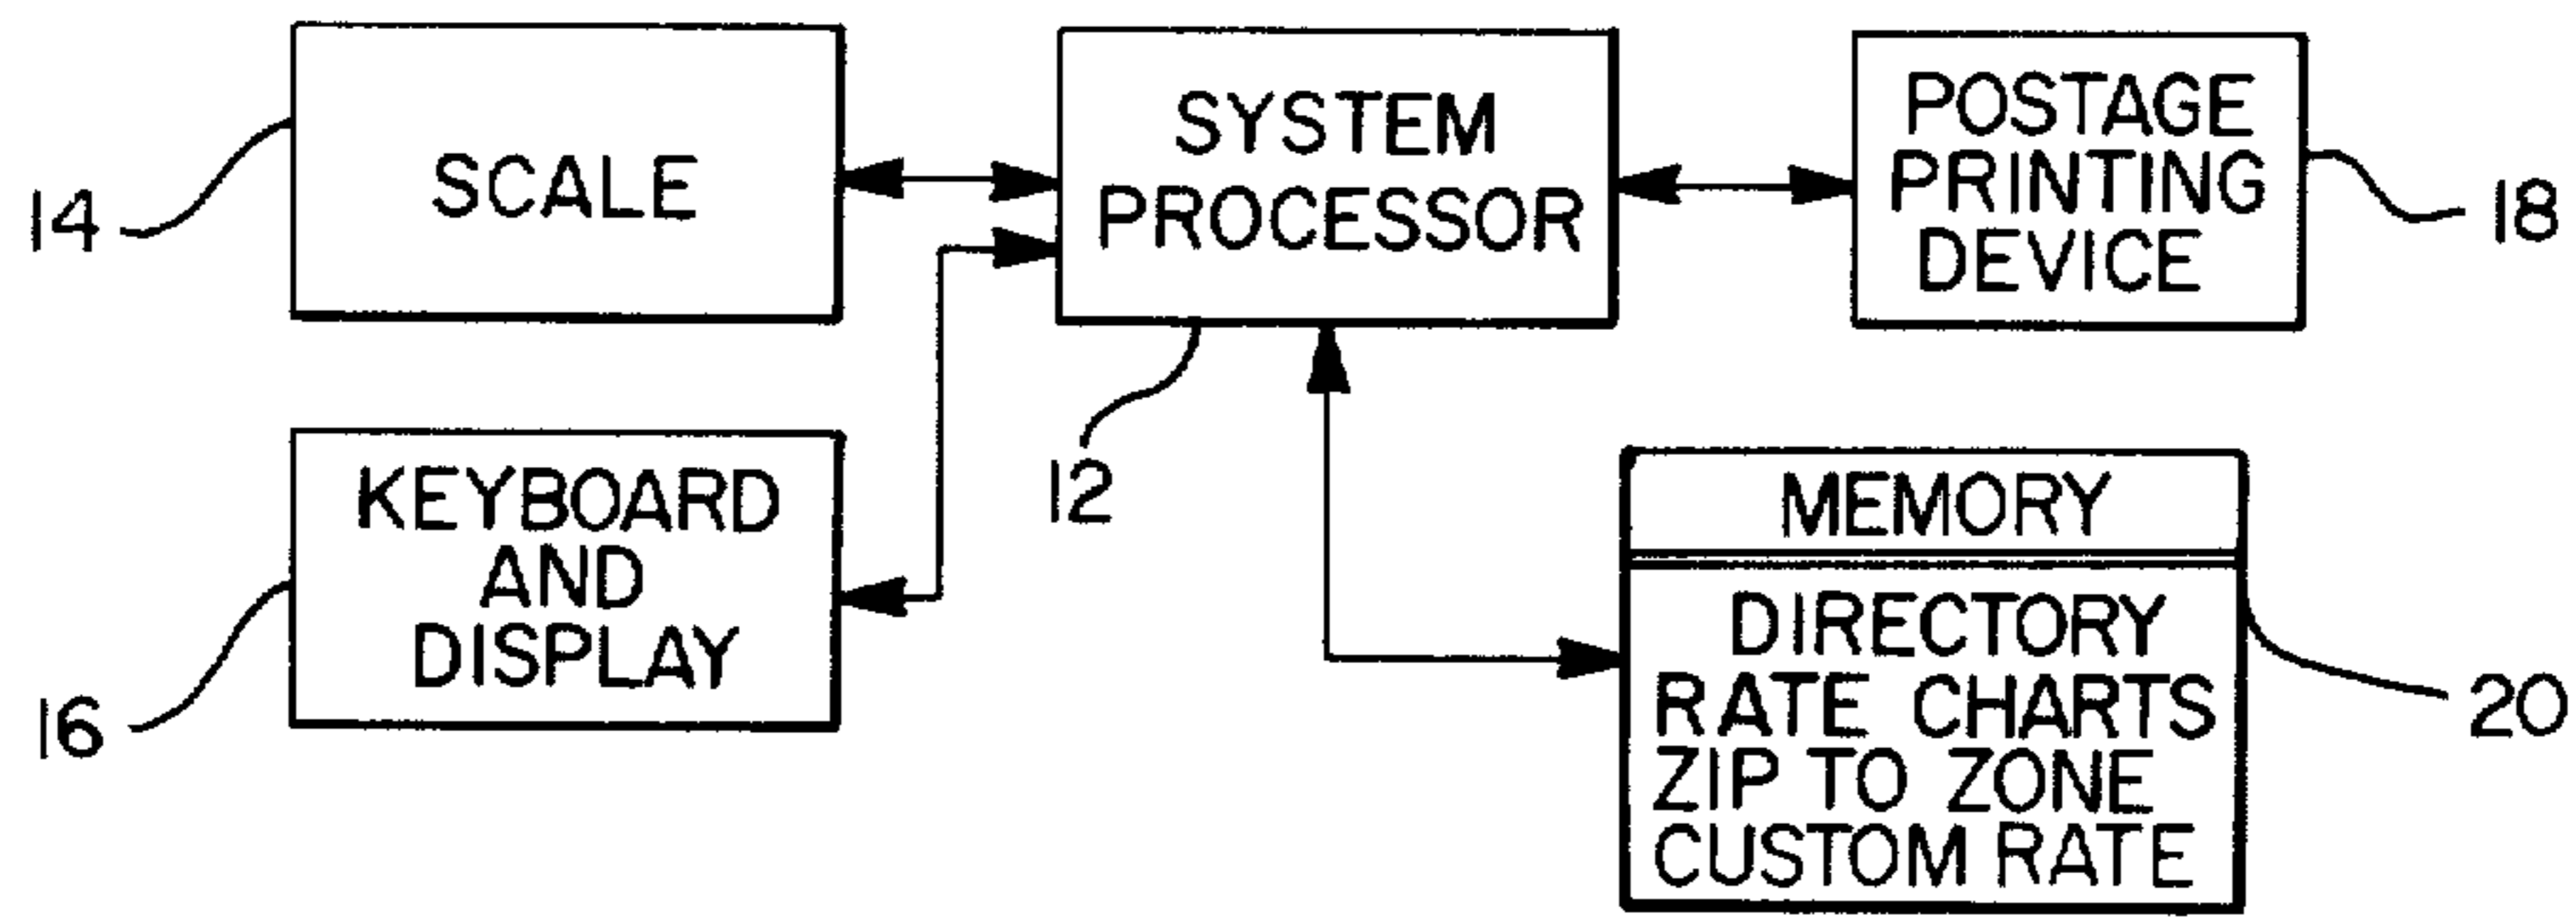 14
SCALE
SYSTEM
PROCESSOR
12
POSTAGE
PRINTING
DEVICE
18
16
KEYBOARD
AND
DISPLAY
MEMORY
DIRECTORY
RATE CHARTS
ZIP TO ZONE
CUSTOM RATE
20